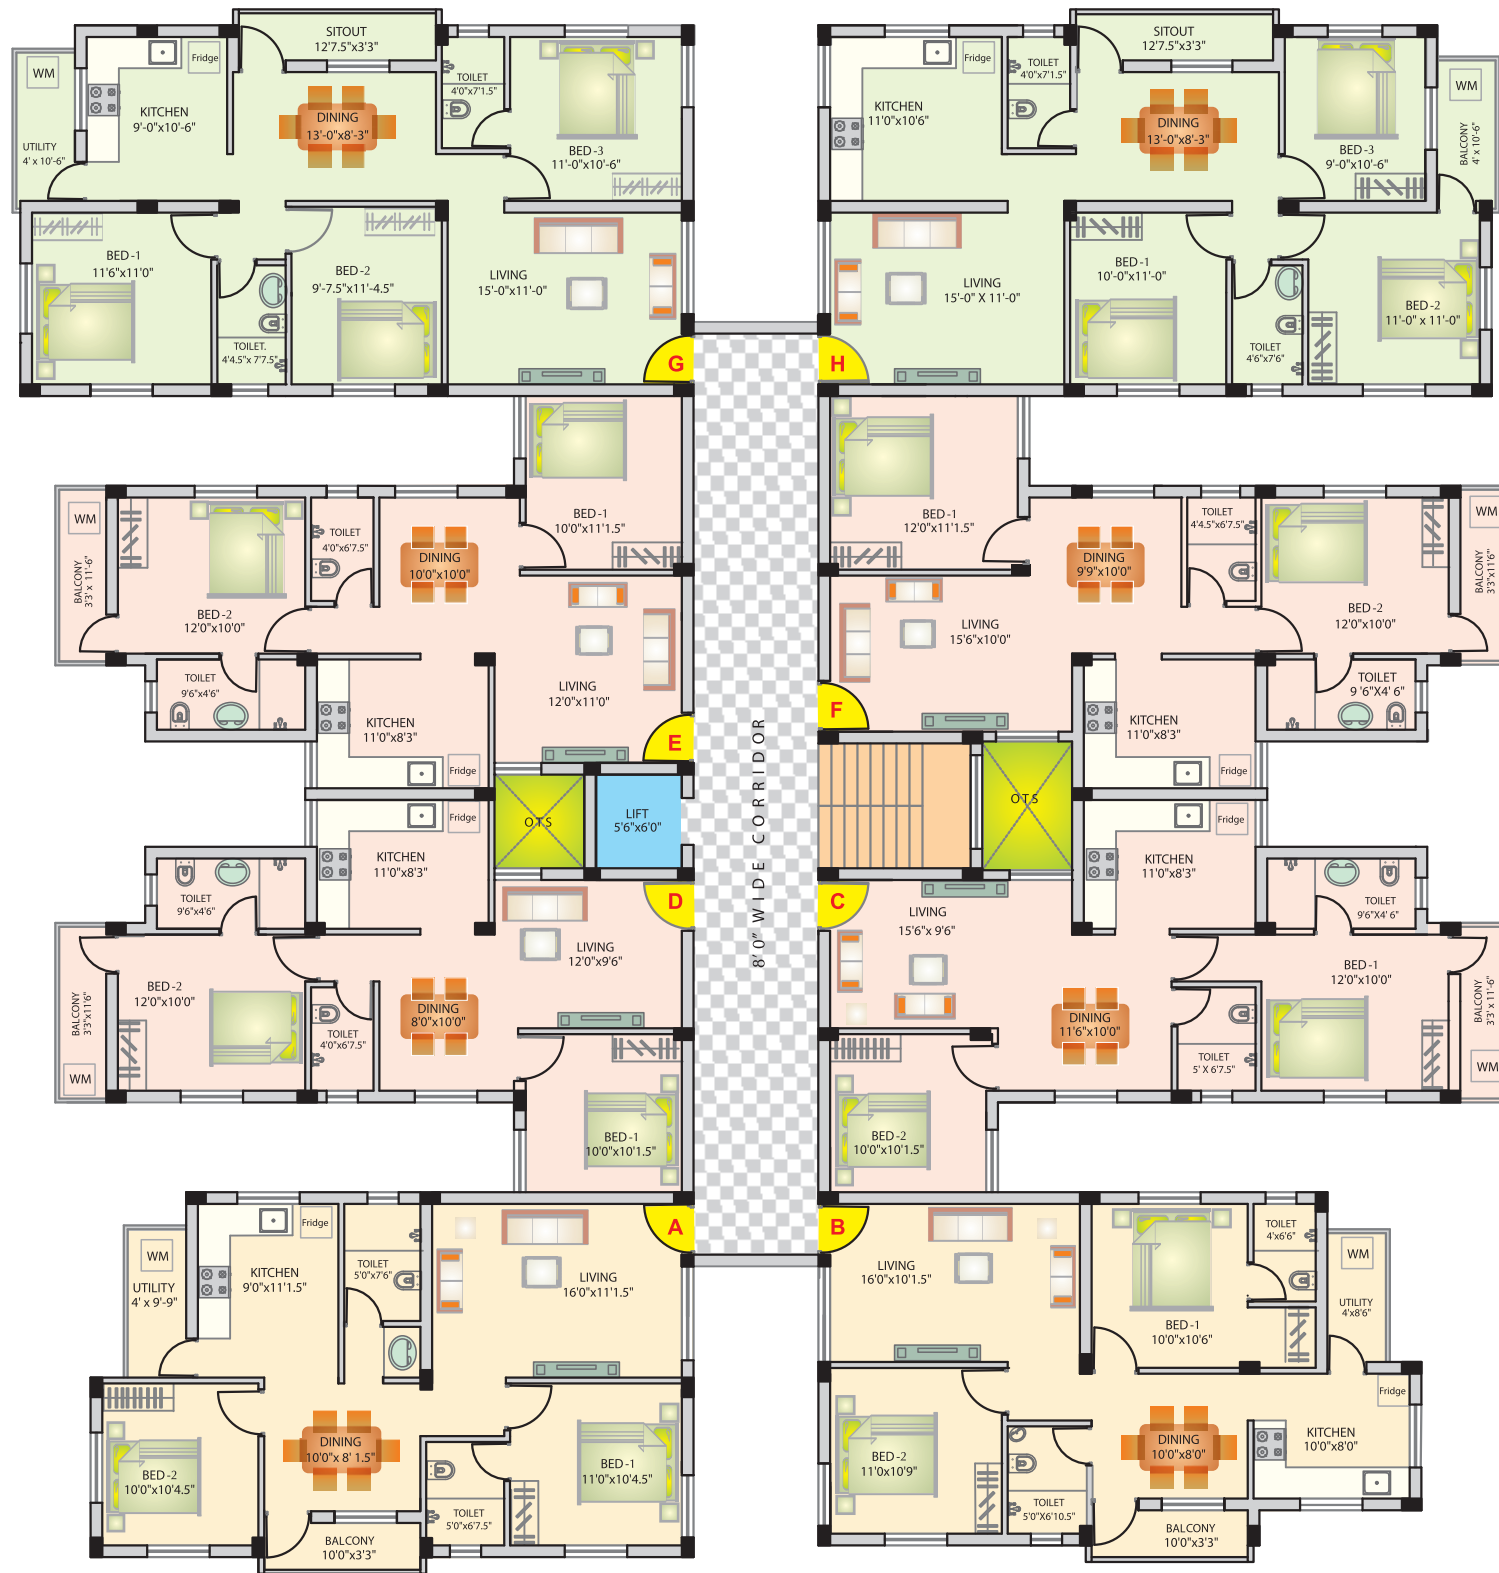 SITOUT
12'7.5"x3'3"
WM
Fridge
KITCHEN
9'-0"x10'-6"
UTILITY
4' x 10'-6"
DINING
13'-0"x8'-3"
TOILET
4'0"x7'1.5"
BED-3
11'-0"x10'-6"
BED-1
11'6"x11'0"
BED-2
9'-7.5"x11'-4.5"
TOILET.
4'4.5"x 7'7.5"
LIVING
15'-0"x11'-0"
G
SITOUT
12'7.5"x3'3"
KITCHEN
11'0"x10'6"
Fridge
TOILET
4'0"x7'1.5"
DINING
13'-0"x8'-3"
BED-3
9'-0"x10'-6"
WM
BALCONY
4' x 10'-6"
LIVING
15'-0" X 11'-0"
BED-1
10'-0"x11'-0"
TOILET
4'6"x7'6"
BED-2
11'-0" x 11'-0"
H
BED-1
10'0"x11'1.5"
WM
BALCONY
3'3' x 11'-6"
BED-2
12'0"x10'0"
TOILET
4'0"x6'7.5"
DINING
10'0"x10'0"
TOILET
9'6"x4'6"
KITCHEN
11'0"x8'3"
Fridge
LIVING
12'0"x11'0"
E
BED-1
12'0"x11'1.5"
DINING
9'9"x10'0"
TOILET
4'4.5"x6'7.5"
BED-2
12'0"x10'0"
WM
BALCONY
3'3"x11'6"
LIVING
15'6"x10'0"
F
KITCHEN
11'0"x8'3"
Fridge
TOILET
9 '6"X4' 6"
8'0" WIDE CORRIDOR
O.T.S
LIFT
5'6"x6'0"
O.T.S
KITCHEN
11'0"x8'3"
Fridge
TOILET
9'6"x4'6"
D
LIVING
12'0"x9'6"
BED-2
12'0"x10'0"
BALCONY
3'3"x11'6"
WM
TOILET
4'0"x6'7.5"
DINING
8'0"x10'0"
BED-1
10'0"x10'1.5"
C
LIVING
15'6"x 9'6"
KITCHEN
11'0"x8'3"
Fridge
TOILET
9'6"X4' 6"
BED-1
12'0"x10'0"
BALCONY
3'3' x 11'-6"
WM
DINING
11'6"x10'0"
TOILET
5' X 6'7.5"
BED-2
10'0"x10'1.5"
A
WM
UTILITY
4' x 9'-9"
KITCHEN
9'0"x11'1.5"
Fridge
TOILET
5'0"x7'6"
LIVING
16'0"x11'1.5"
BED-2
10'0"x10'4.5"
DINING
10'0"x 8' 1.5"
BED-1
11'0"x10'4.5"
TOILET
5'0"x6'7.5"
BALCONY
10'0"x3'3"
B
LIVING
16'0"x10'1.5"
BED-1
10'0"x10'6"
TOILET
4'x6'6"
WM
UTILITY
4'x8'6"
Fridge
KITCHEN
10'0"x8'0"
DINING
10'0"x8'0"
BED-2
11'0x10'9"
TOILET
5'0"X6'10.5"
BALCONY
10'0"x3'3"